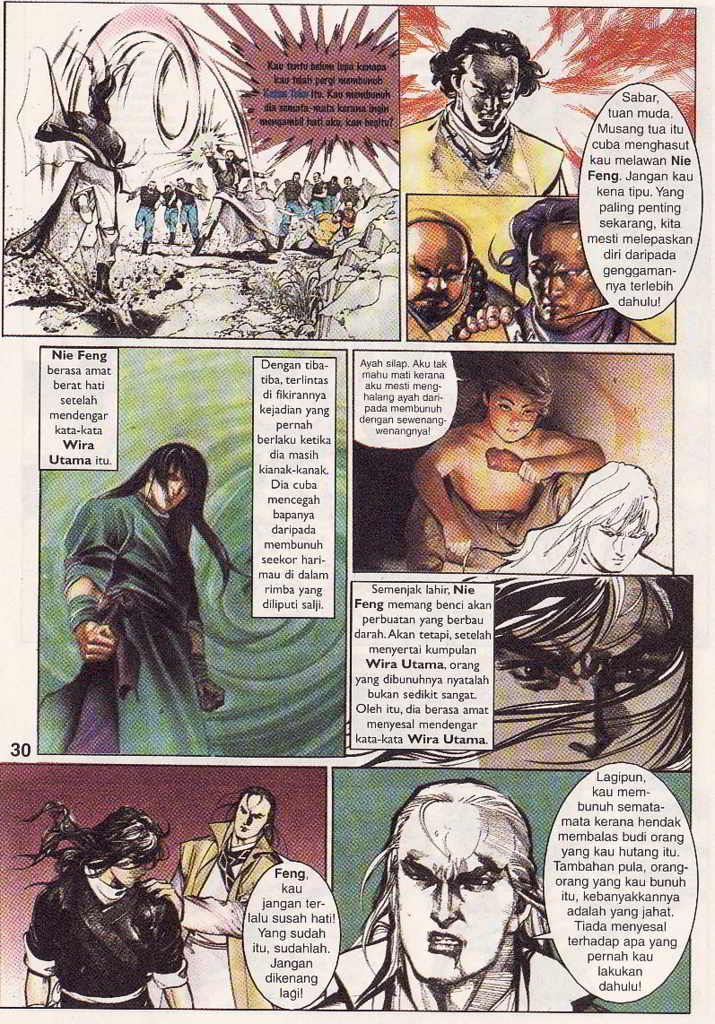 Kau tentu belum lupa kenapa
kau telah pergi membunuh
itu. Kau membunuh
dia semata-mata kerana ingin
mengambil hati aku, kan begitu?
Sabar,
tuan muda.
Musang tua itu
cuba menghasut
kau melawan Nie
Feng. Jangan kau
kena tipu. Yang
paling penting
sekarang, kita
mesti melepaskan
diri daripada
genggaman-
nya terlebih
dahulu!
Nie Feng
berasa amat
berat hati
setelah
mendengar
kata-kata
Wira
Utama itu.
Dengan tiba-
tiba, terlintas
di fikirannya
kejadian yang
pernah
berlaku ketika
dia masih
kianak-kanak.
Dia cuba
mencegah
bapanya
daripada
membunuh
seekor hari-
mau di dalam
rimba yang
diliputi salji.
Ayah silap. Aku tak
mahu mati kerana
aku mesti meng-
halang ayah dari-
pada membunuh
dengan sewenang-
wenangnya!
Semenjak lahir, Nie
Feng memang benci akan
perbuatan yang berbau
darah. Akan tetapi, setelah
menyertai kumpulan
Wira Utama, orang
yang dibunuhnya nyatalah
bukan sedikit sangat.
Oleh itu, dia berasa amat
menyesal mendengar
kata-kata Wira Utama.
30
Feng,
kau
jangan ter-
lalu susah hati!
Yang sudah
itu, sudahlah.
Jangan
dikenang
lagi!
Lagipun,
kau mem-
bunuh semata-
mata kerana hendak
membalas budi orang
yang kau hutang itu.
Tambahan pula, orang-
orang yang kau bunuh
itu, kebanyakkannya
adalah yang jahat.
Tiada menyesal
terhadap apa yang
pernah kau
lakukan
dahulu!